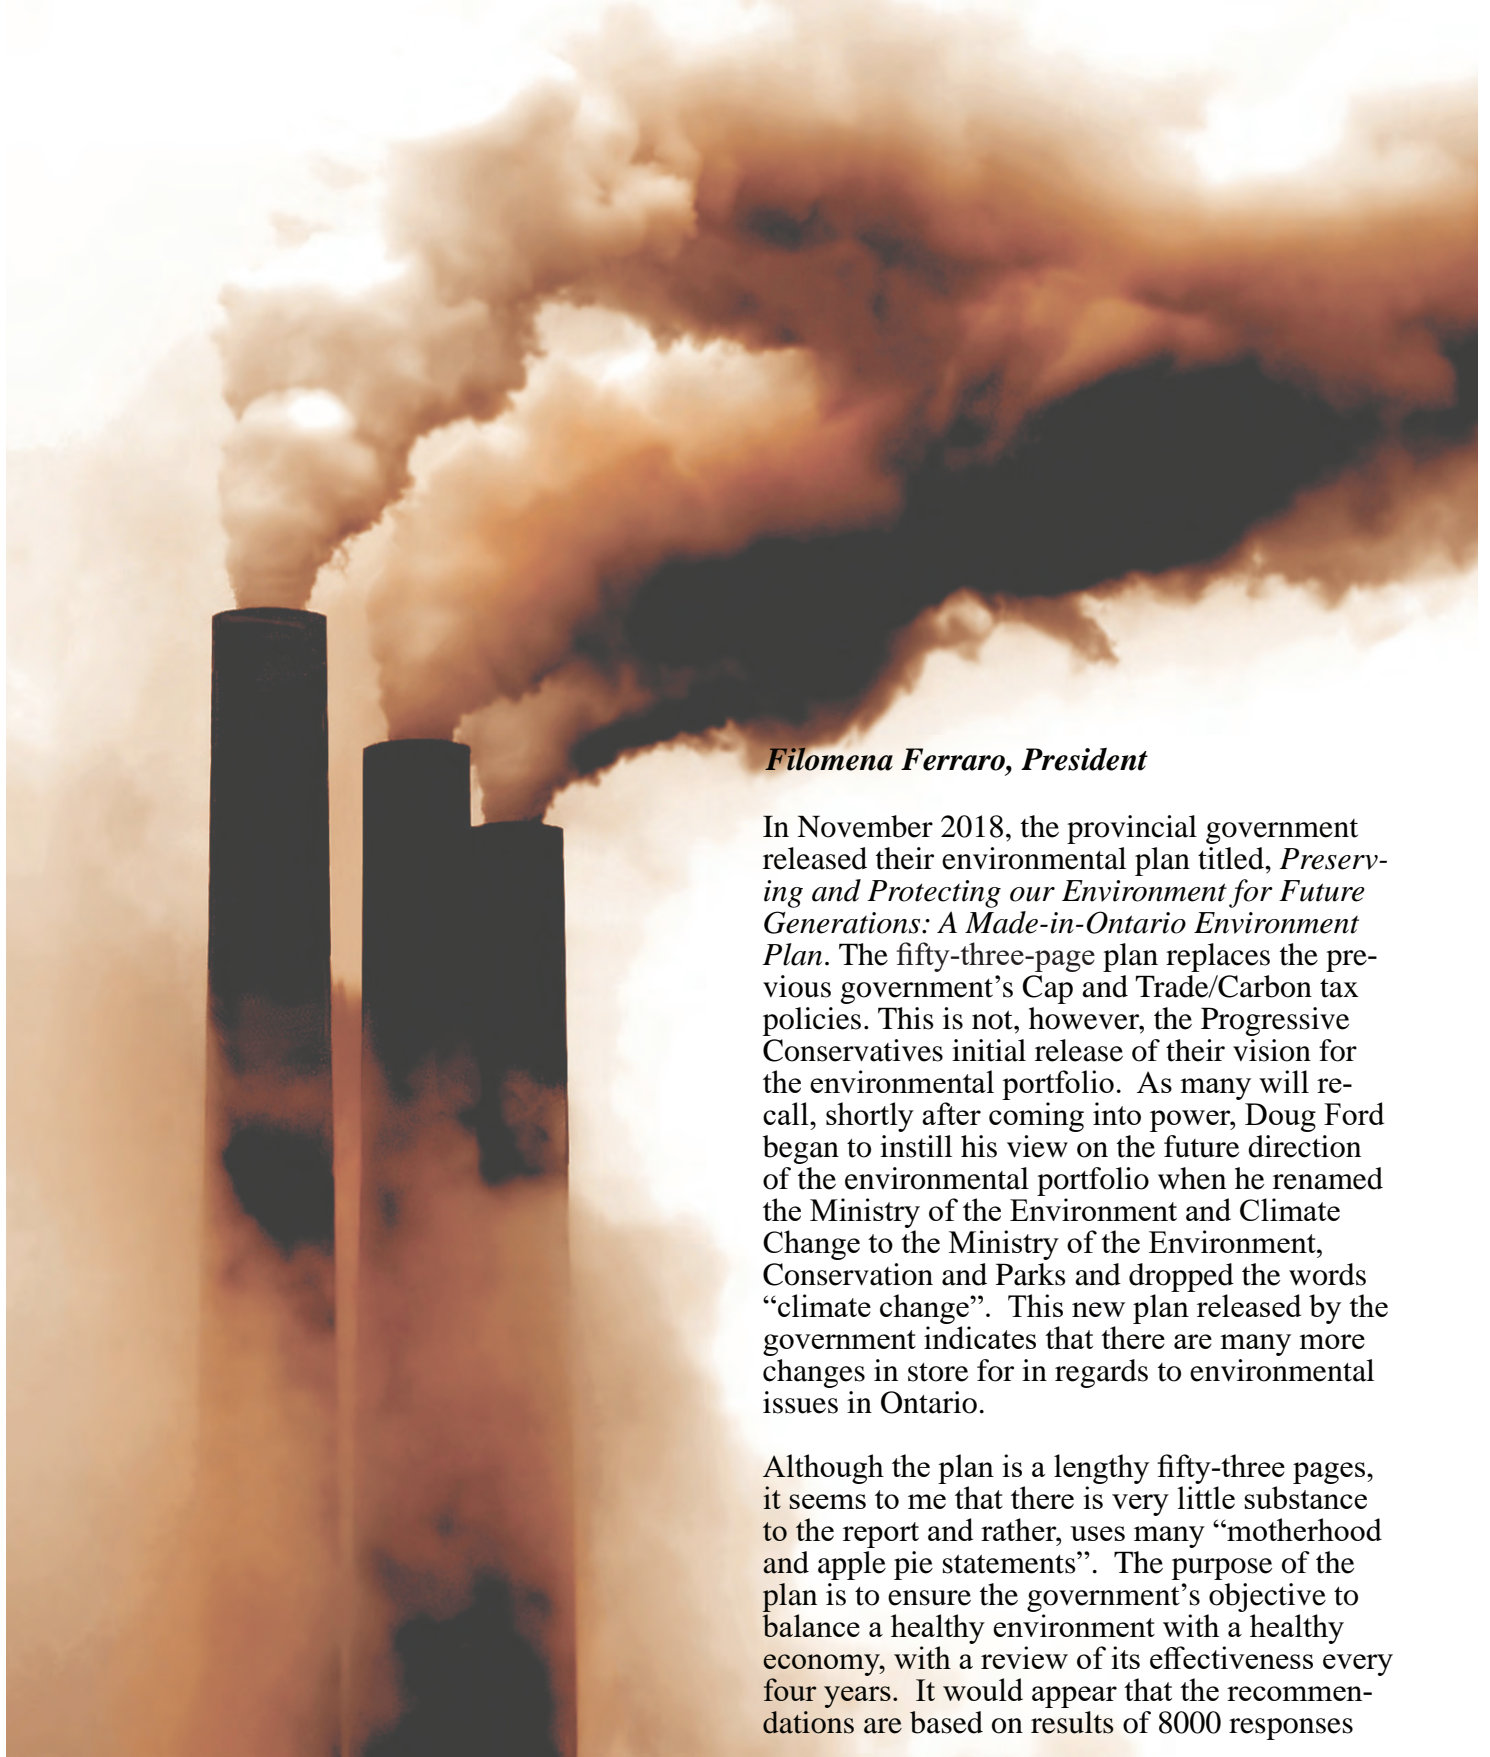 Filomena Ferraro, President
In November 2018, the provincial government
released their environmental plan titled, Preserv-
ing and Protecting our Environment for Future
Generations: A Made-in-Ontario Environment
Plan. The fifty-three-page plan replaces the pre-
vious government’s Cap and Trade/Carbon tax
policies. This is not, however, the Progressive
Conservatives initial release of their vision for
the environmental portfolio.  As many will re-
call, shortly after coming into power, Doug Ford
began to instill his view on the future direction
of the environmental portfolio when he renamed
the Ministry of the Environment and Climate
Change to the Ministry of the Environment,
Conservation and Parks and dropped the words
“climate change”.  This new plan released by the
government indicates that there are many more
changes in store for in regards to environmental
issues in Ontario.
Although the plan is a lengthy fifty-three pages,
it seems to me that there is very little substance
to the report and rather, uses many “motherhood
and apple pie statements”.  The purpose of the
plan is to ensure the government’s objective to
balance a healthy environment with a healthy
economy, with a review of its effectiveness every
four years.  It would appear that the recommen-
dations are based on results of 8000 responses